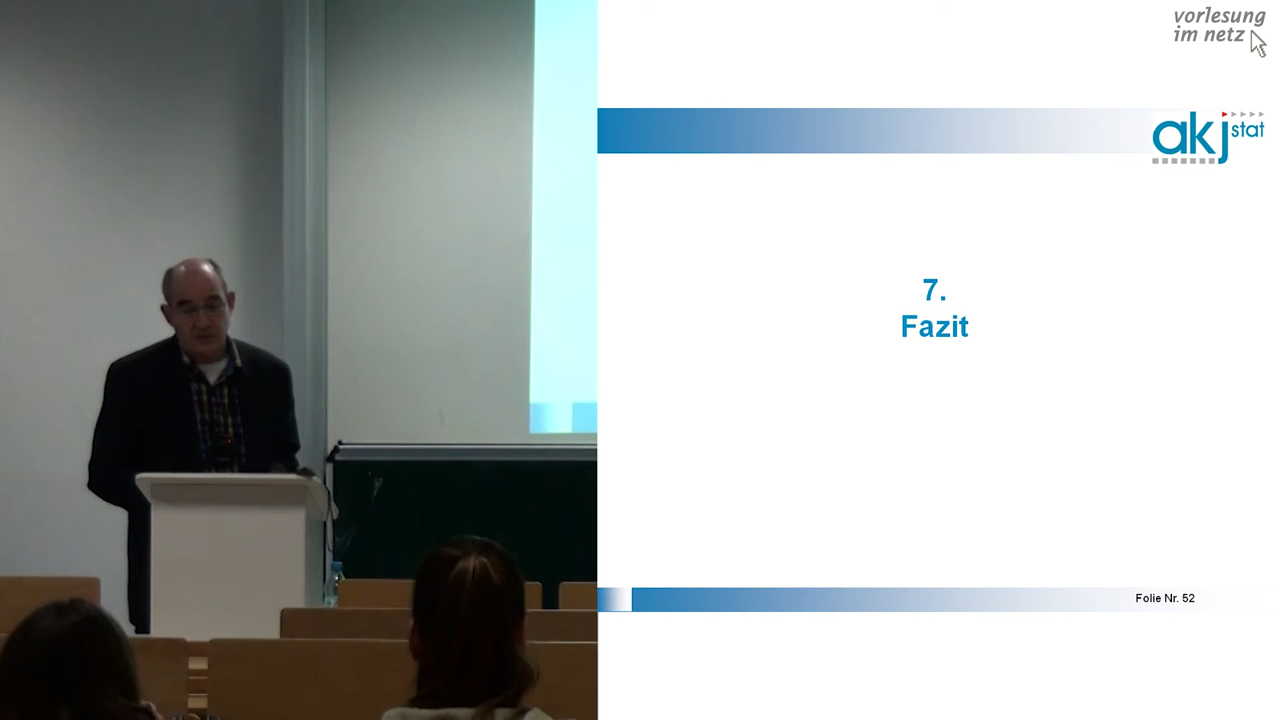 vorlesung
im netz
akj stat
7.
Fazit
Folie Nr. 52